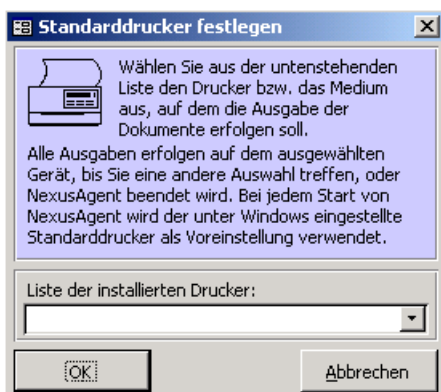 Standarddrucker festlegen
Wählen Sie aus der untenstehenden
Liste den Drucker bzw. das Medium
aus, auf dem die Ausgabe der
Dokumente erfolgen soll.
Alle Ausgaben erfolgen auf dem ausgewählten
Gerät, bis Sie eine andere Auswahl treffen, oder
NexusAgent beendet wird. Bei jedem Start von
NexusAgent wird der unter Windows eingestellte
Standarddrucker als Voreinstellung verwendet.
Liste der installierten Drucker:
OK
Abbrechen